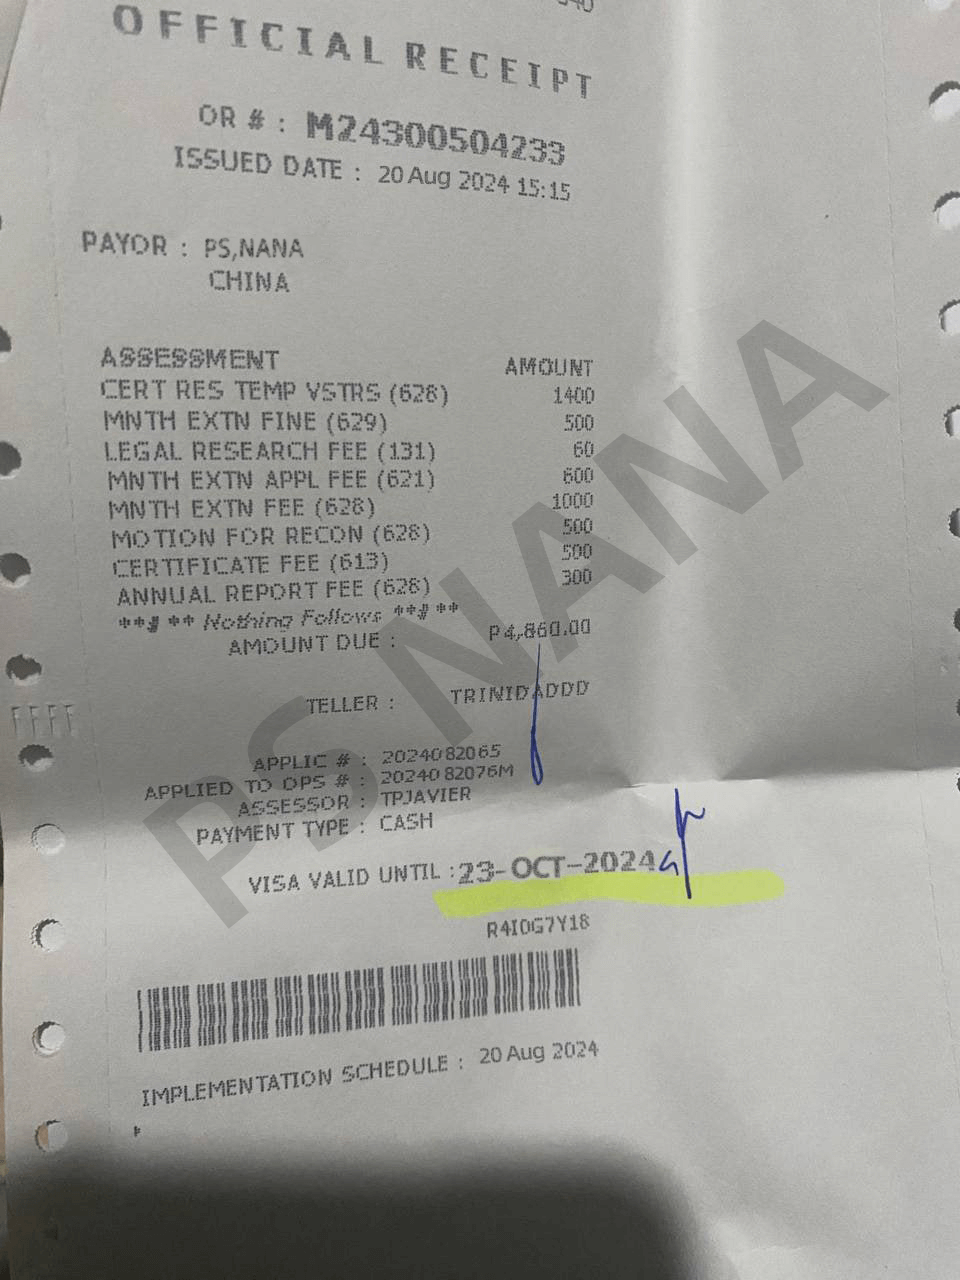 OFFICIAL RECEIPT
OR # : M24300504233
ISSUED DATE : 20 Aug 2024 15:15
PAYOR : PS,NANA
CHINA
ASSESSMENT AMOUNT
CERT RES TEMP VSTRS (628) 1400
MNTH EXTN FINE (629) 500
LEGAL RESEARCH FEE (131) 60
MNTH EXTN APPL FEE (621) 600
MNTH EXTN FEE (628) 1000
MOTION FOR RECON (628) 500
CERTIFICATE FEE (613) 500
ANNUAL REPORT FEE (628) 300
**#** Nothing Follows **#**
AMOUNT DUE : P4,860.00
TELLER : TRINIDADDD
APPLIC # : 2024082065
APPLIED TO OPS # : 2024082076M
ASSESSOR : TPJAVIER
PAYMENT TYPE : CASH
VISA VALID UNTIL :23-OCT-2024
R4IOG7Y18
IMPLEMENTATION SCHEDULE : 20 Aug 2024
PS NANA